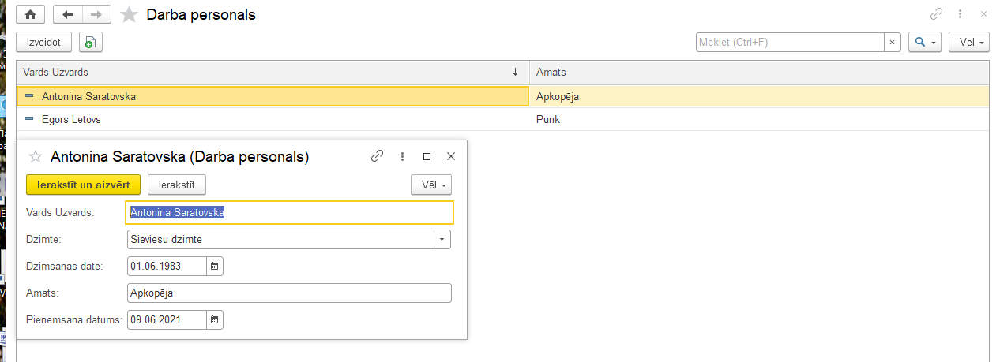 Darba personals
Izveidot
Meklēt (Ctrl+F)
Vēl
Vards Uzvards
Amats
Antonina Saratovska
Apkopēja
Egors Letovs
Punk
Antonina Saratovska (Darba personals)
Ierakstīt un aizvērt
Ierakstīt
Vēl
Vards Uzvards: Antonina Saratovska
Dzimte: Sieviesu dzimte
Dzimsanas date: 01.06.1983
Amats: Apkopēja
Pienemsana datums: 09.06.2021